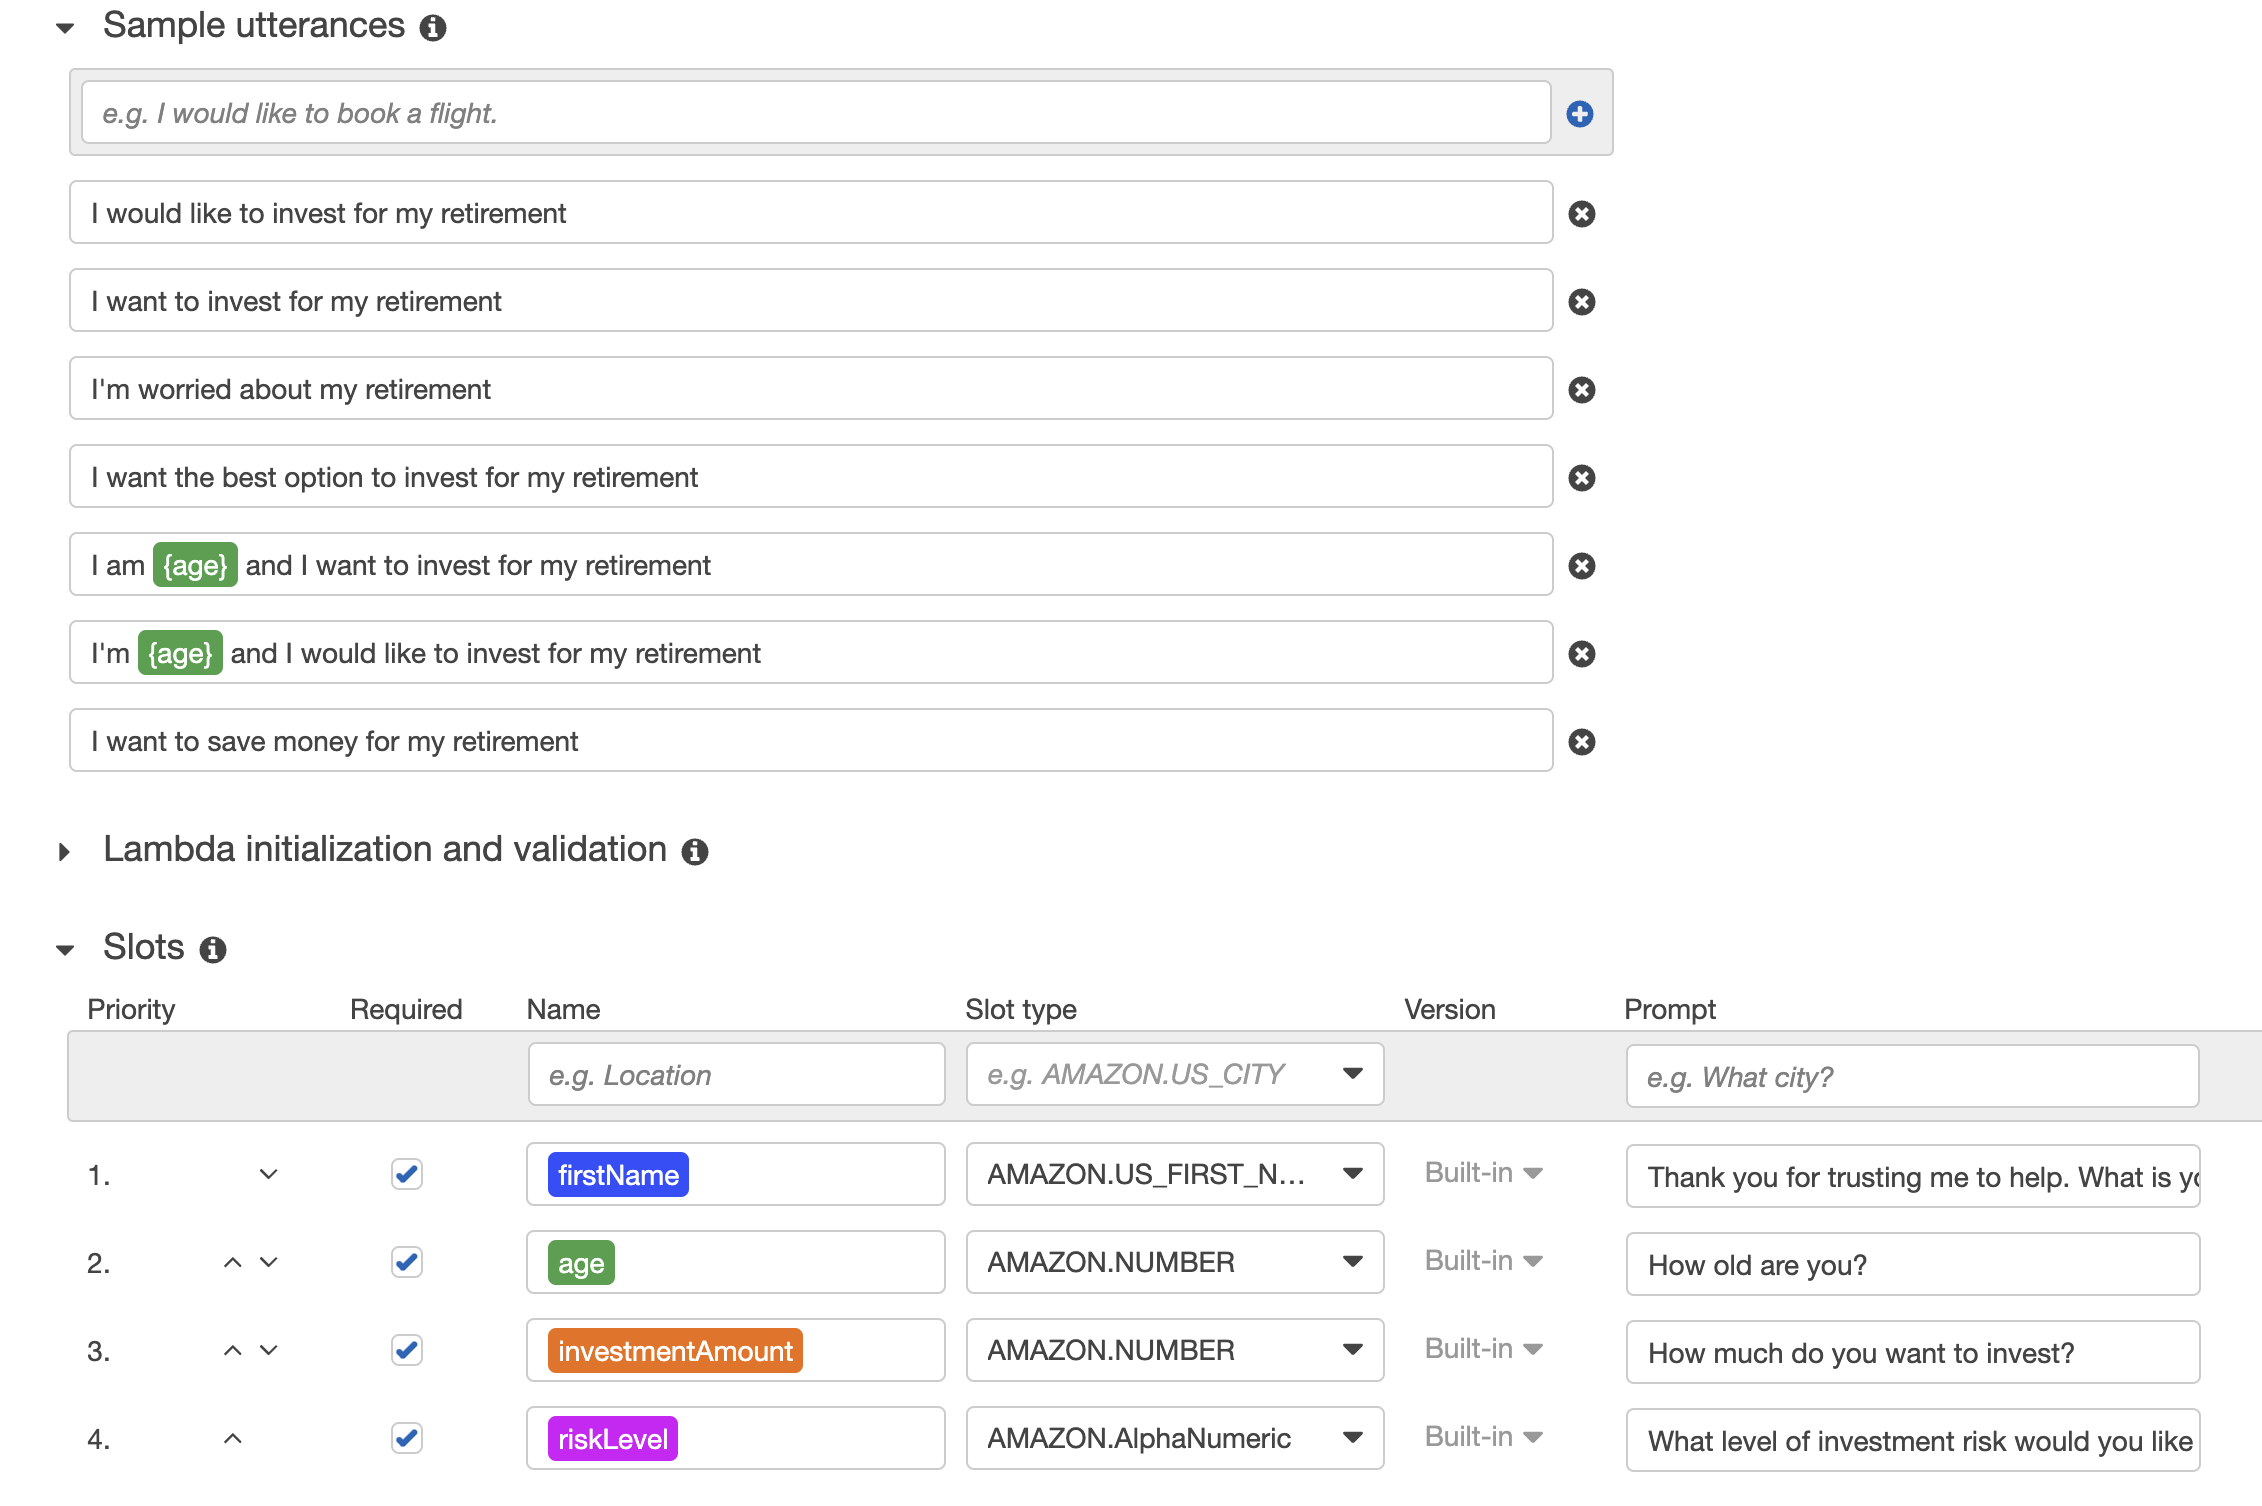 Sample utterances
e.g. I would like to book a flight.
I would like to invest for my retirement
I want to invest for my retirement
I'm worried about my retirement
I want the best option to invest for my retirement
I am {age} and I want to invest for my retirement
I'm {age} and I would like to invest for my retirement
I want to save money for my retirement
Lambda initialization and validation
Slots
Priority Required Name Slot type Version Prompt
e.g. Location e.g. AMAZON.US_CITY e.g. What city?
1. firstName AMAZON.US_FIRST_N... Built-in Thank you for trusting me to help. What is
2. age AMAZON.NUMBER Built-in How old are you?
3. investmentAmount AMAZON.NUMBER Built-in How much do you want to invest?
4. riskLevel AMAZON.AlphaNumeric Built-in What level of investment risk would you like